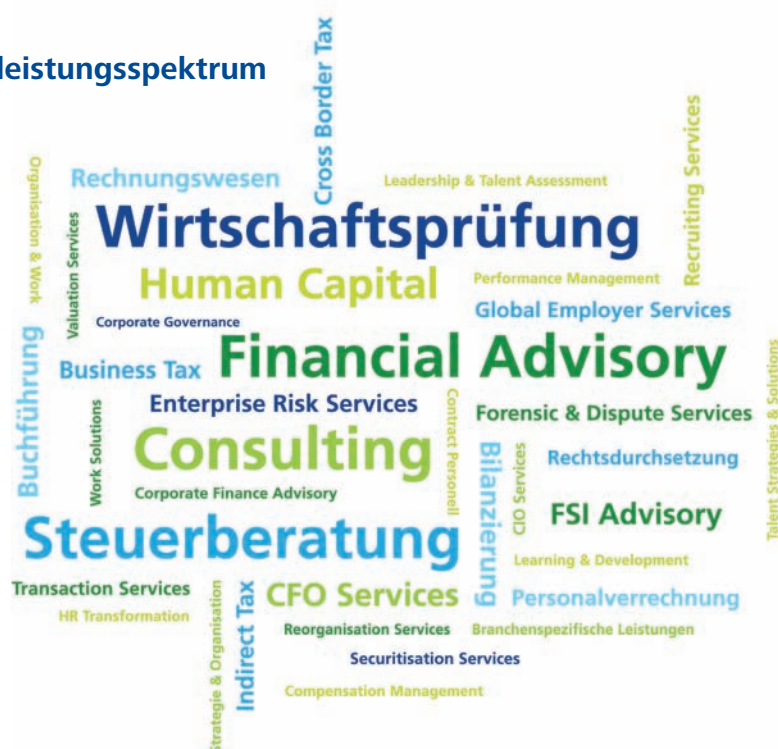 leistungsspektrum
Cross Border Tax
Recruiting Services
Organisation & Work
Rechnungswesen
Leadership & Talent Assessment
Valuation Services
Wirtschaftsprüfung
Human Capital
Performance Management
Corporate Governance
Global Employer Services
Buchführung
Business Tax
Financial Advisory
Talent Strategies & Solutions
Work Solutions
Enterprise Risk Services
Contract Personell
Forensic & Dispute Services
Consulting
Bilanzierung
CIO Services
Rechtsdurchsetzung
Corporate Finance Advisory
FSI Advisory
Steuerberatung
Learning & Development
Transaction Services
CFO Services
Personalverrechnung
HR Transformation
Strategie & Organisation
Indirect Tax
Reorganisation Services
Branchenspezifische Leistungen
Securitisation Services
Compensation Management